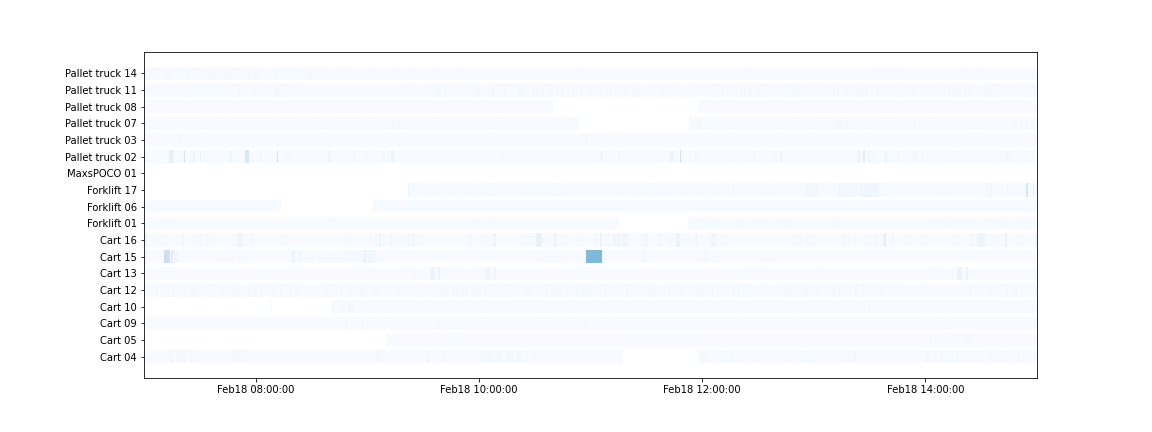 Pallet truck 14
Pallet truck 11
Pallet truck 08
Pallet truck 07
Pallet truck 03
Pallet truck 02
MaxsPOCO 01
Forklift 17
Forklift 06
Forklift 01
Cart 16
Cart 15
Cart 13
Cart 12
Cart 10
Cart 09
Cart 05
Cart 04
Feb18 08:00:00 Feb18 10:00:00 Feb18 12:00:00 Feb18 14:00:00